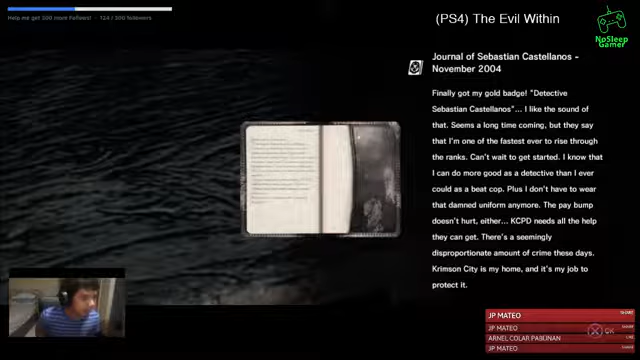 (PS4) The Evil Within
NoSleep
Gamer
Journal of Sebastian Castellanos -
November 2004
Finally got my gold badge! "Detective
Sebastian Castellanos"... I like the sound of
that. Seems a long time coming, but they say
that I'm one of the fastest ever to rise through
the ranks. Can't wait to get started. I know that
I can do more good as a detective than I ever
could as a beat cop. Plus I don't have to wear
that damned uniform anymore. The pay bump
doesn't hurt, either... KCPD needs all the help
they can get. There's a seemingly
disproportionate amount of crime these days.
Krimson City is my home, and it's my job to
protect it.
JP MATEO
JP MATEO
ARNEL COLAR PABUNAN
JP MATEO
OK